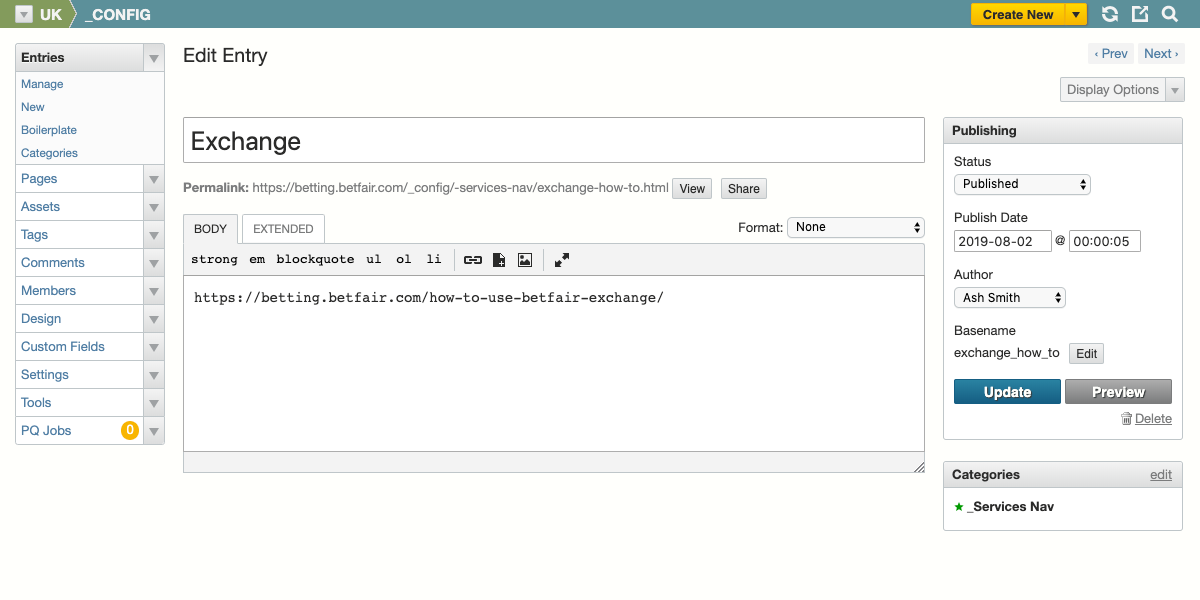 UK _CONFIG Create New
Entries
Manage
New
Boilerplate
Categories
Pages
Assets
Tags
Comments
Members
Design
Custom Fields
Settings
Tools
PQ Jobs 0
Edit Entry
‹ Prev Next ›
Display Options
Exchange
Permalink: https://betting.betfair.com/_config/-services-nav/exchange-how-to.html View Share
BODY EXTENDED Format: None
strong em blockquote ul ol li
https://betting.betfair.com/how-to-use-betfair-exchange/
Publishing
Status
Published
Publish Date
2019-08-02 @ 00:00:05
Author
Ash Smith
Basename
exchange_how_to Edit
Update Preview
Delete
Categories edit
_Services Nav